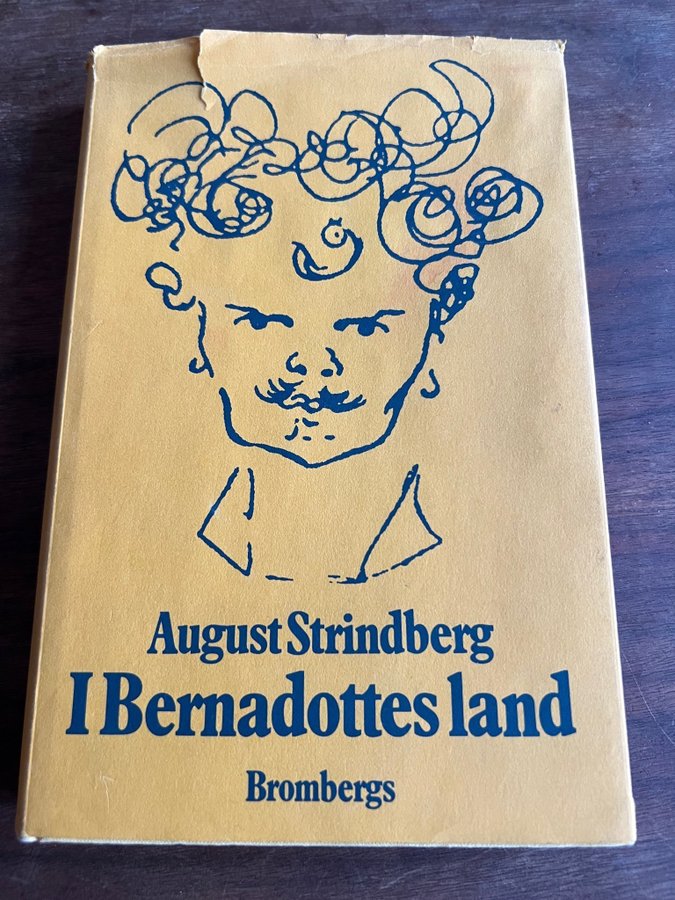 August Strindberg
I Bernadottes land
Brombergs